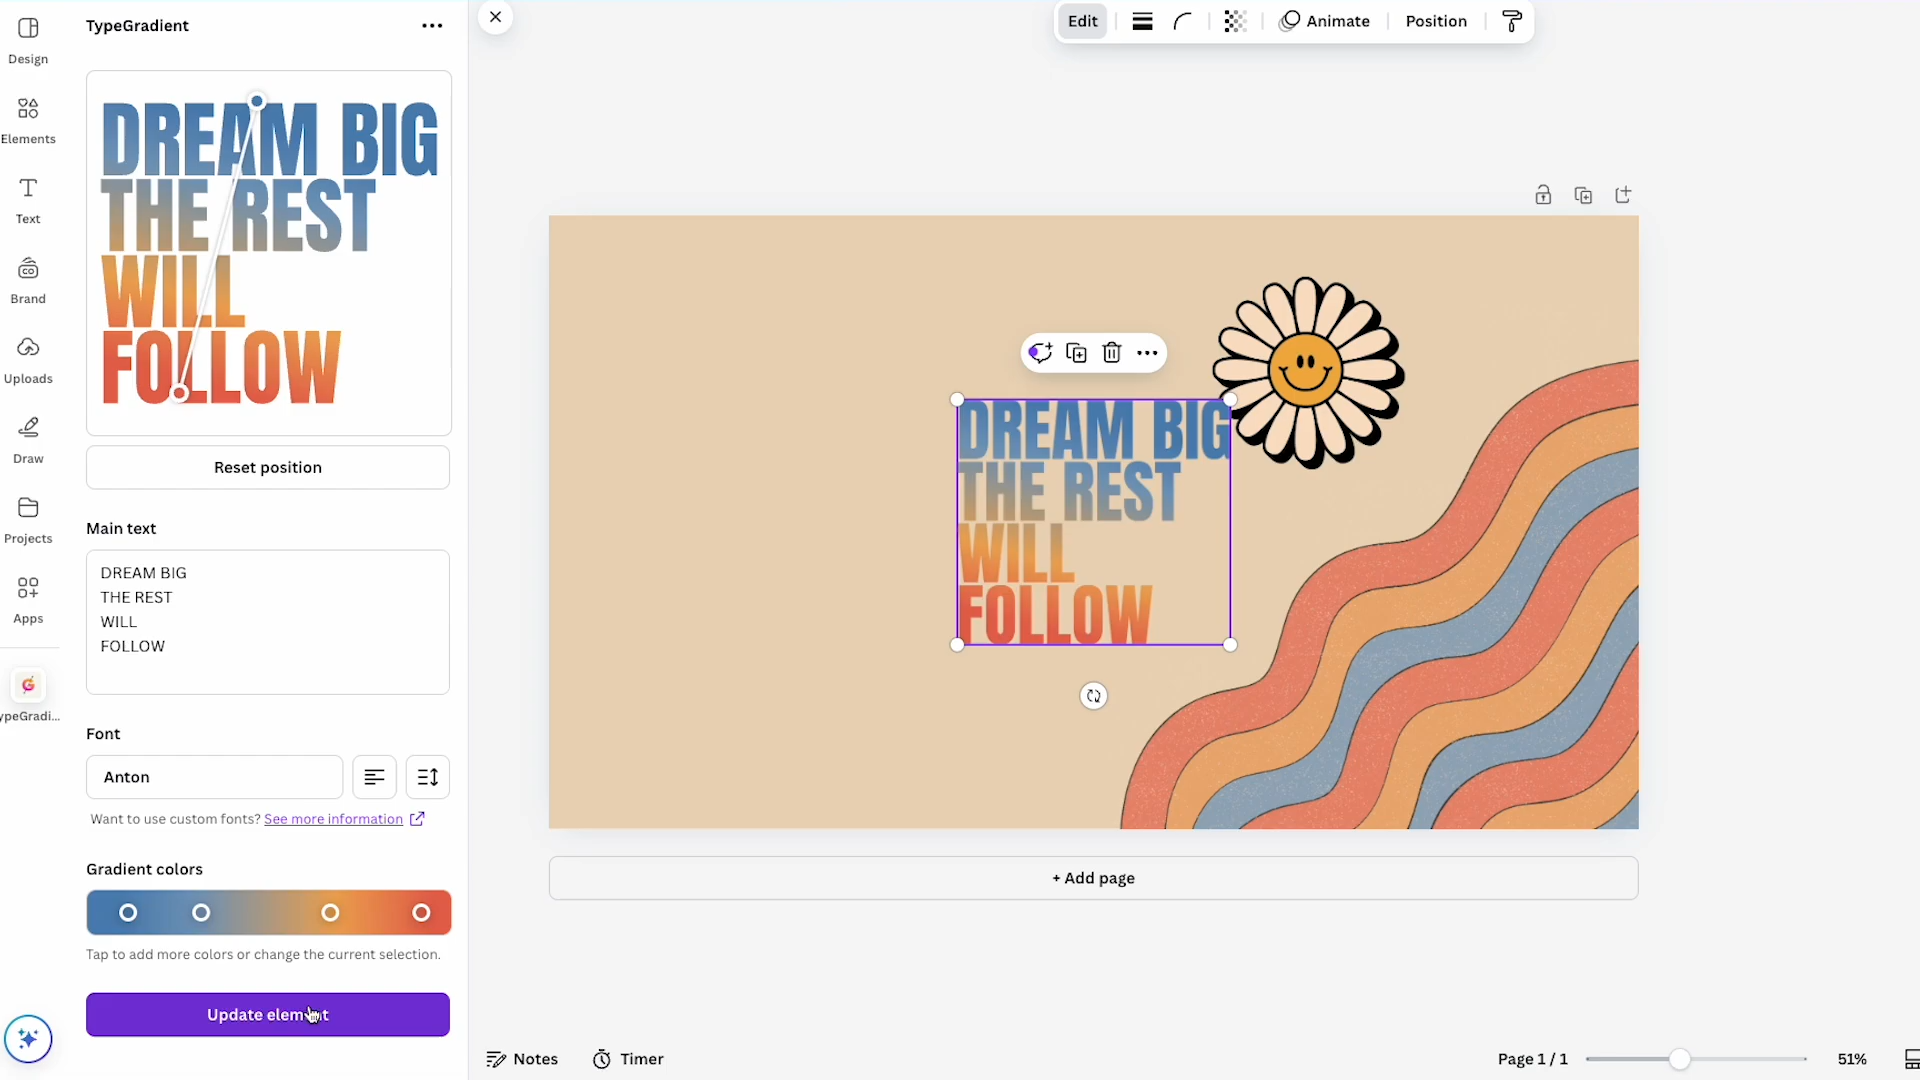 Design
Elements
Text
Brand
Uploads
Draw
Projects
Apps
ypeGradi...
TypeGradient
DREAM BIG
THE REST
WILL
FOLLOW
Reset position
Main text
DREAM BIG
THE REST
WILL
FOLLOW
Font
Anton
Want to use custom fonts? See more information
Gradient colors
Tap to add more colors or change the current selection.
Update element
Edit
Animate
Position
DREAM BIG
THE REST
WILL
FOLLOW
+ Add page
Notes
Timer
Page 1 / 1
51%